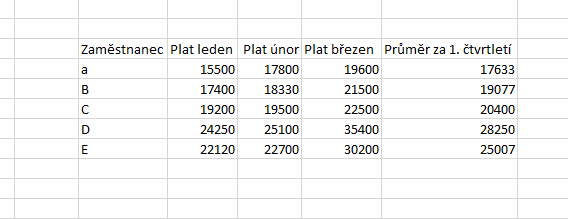 Zaměstnanec Plat leden Plat únor Plat březen Průměr za 1. čtvrtletí
a 15500 17800 19600 17633
B 17400 18330 21500 19077
C 19200 19500 22500 20400
D 24250 25100 35400 28250
E 22120 22700 30200 25007